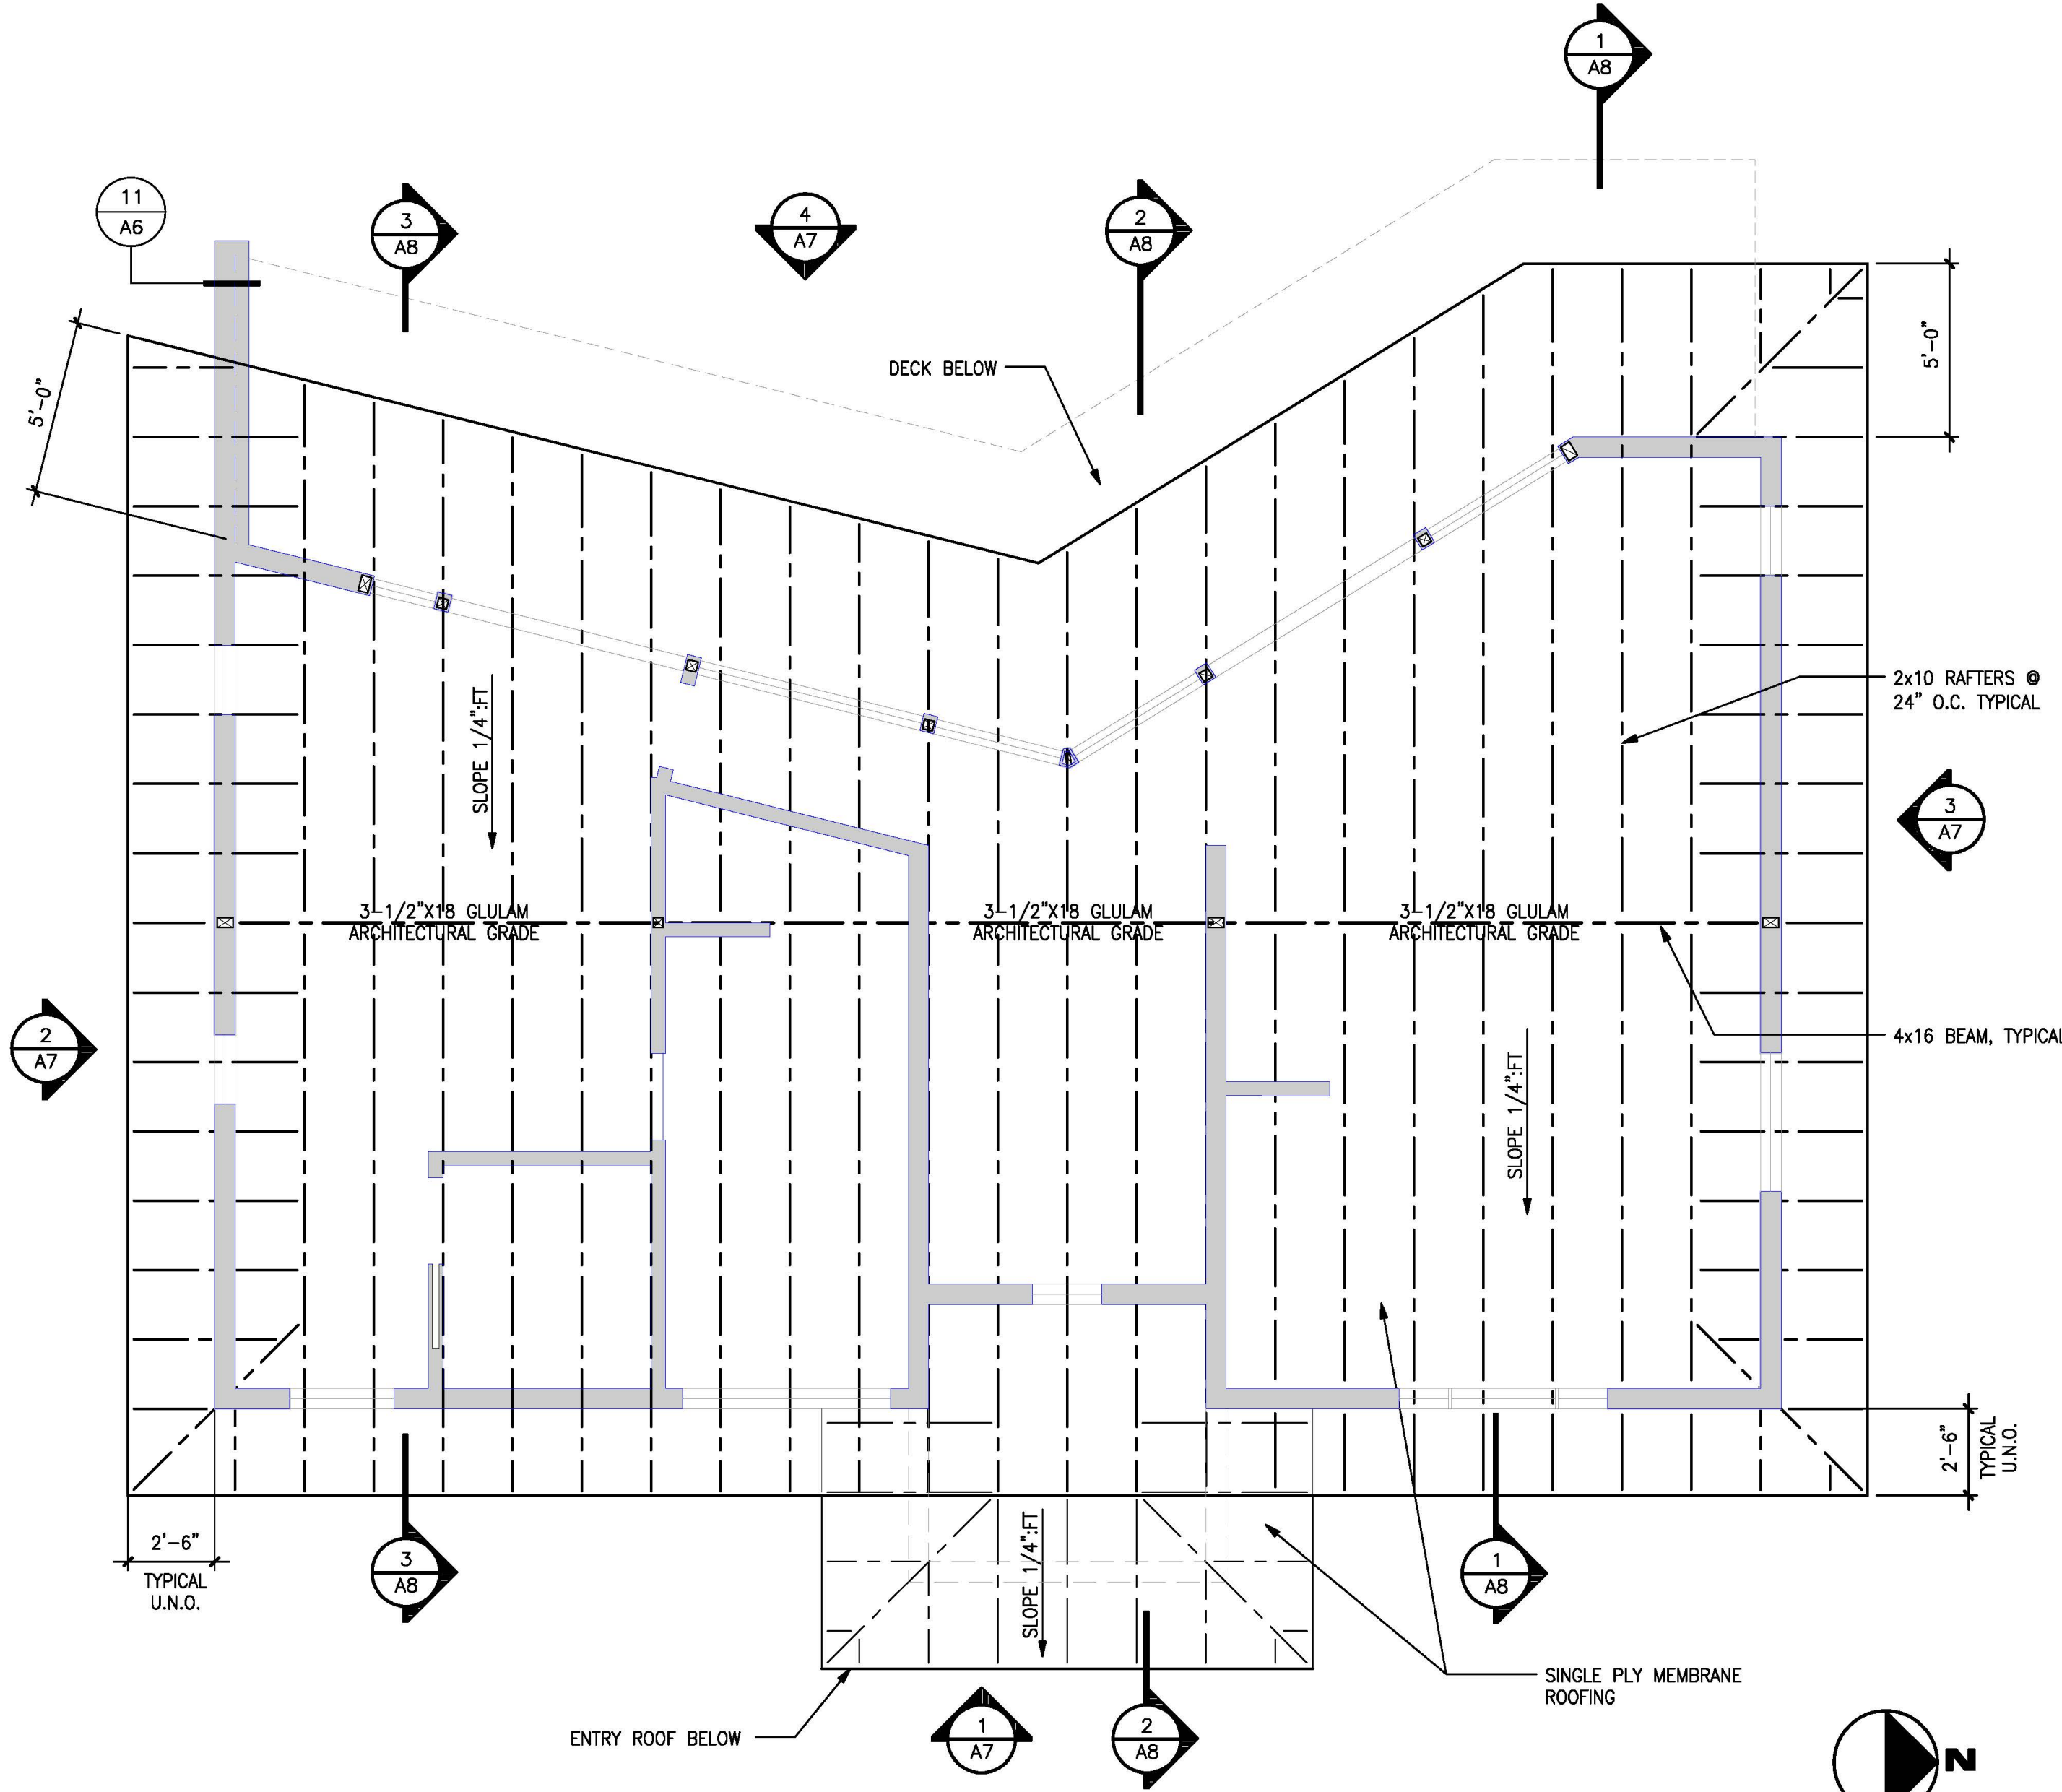 1
A8
11
A6
3
A8
4
A7
2
A8
5'-0"
5'-0"
DECK BELOW
SLOPE 1/4":FT
2x10 RAFTERS @
24" O.C. TYPICAL
3
A7
3-1/2"X18 GLULAM
ARCHITECTURAL GRADE
3-1/2"X18 GLULAM
ARCHITECTURAL GRADE
3-1/2"X18 GLULAM
ARCHITECTURAL GRADE
2
A7
4x16 BEAM, TYPICAL
SLOPE 1/4":FT
2'-6"
TYPICAL
U.N.O.
2'-6"
TYPICAL
U.N.O.
3
A8
SLOPE 1/4":FT
1
A8
SINGLE PLY MEMBRANE
ROOFING
ENTRY ROOF BELOW
1
A7
2
A8
N